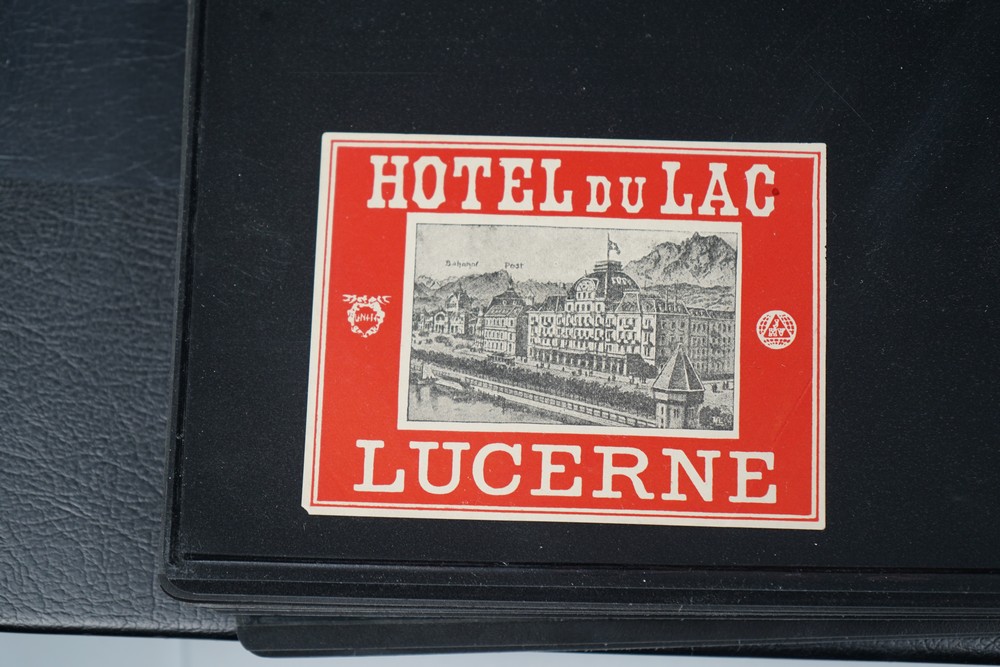 HOTEL DU LAC
Bahnhof Post
LUCERNE